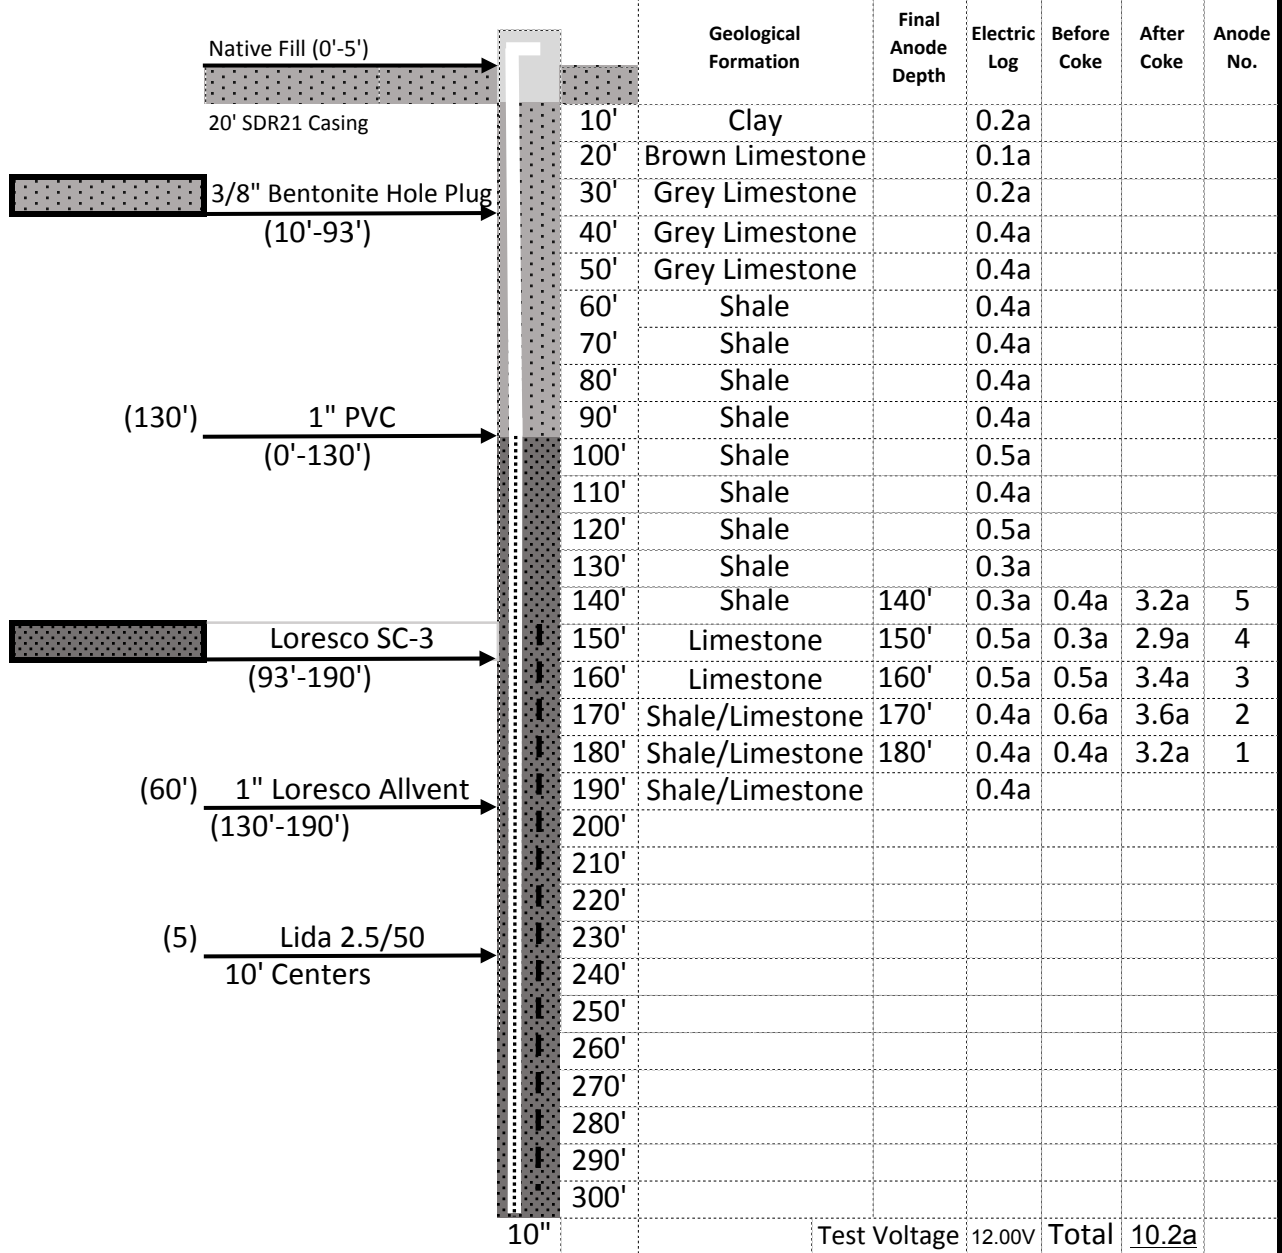 Geological Formation Final Anode Depth Electric Log Before Coke After Coke Anode No.
Native Fill (0'-5')
20' SDR21 Casing
3/8" Bentonite Hole Plug
(10'-93')
(130') 1" PVC
(0'-130')
Loresco SC-3
(93'-190')
(60') 1" Loresco Allvent
(130'-190')
(5) Lida 2.5/50
10' Centers
10' Clay 0.2a
20' Brown Limestone 0.1a
30' Grey Limestone 0.2a
40' Grey Limestone 0.4a
50' Grey Limestone 0.4a
60' Shale 0.4a
70' Shale 0.4a
80' Shale 0.4a
90' Shale 0.4a
100' Shale 0.5a
110' Shale 0.4a
120' Shale 0.5a
130' Shale 0.3a
140' Shale 140' 0.3a 0.4a 3.2a 5
150' Limestone 150' 0.5a 0.3a 2.9a 4
160' Limestone 160' 0.5a 0.5a 3.4a 3
170' Shale/Limestone 170' 0.4a 0.6a 3.6a 2
180' Shale/Limestone 180' 0.4a 0.4a 3.2a 1
190' Shale/Limestone 0.4a
200'
210'
220'
230'
240'
250'
260'
270'
280'
290'
300'
10" Test Voltage 12.00V Total 10.2a